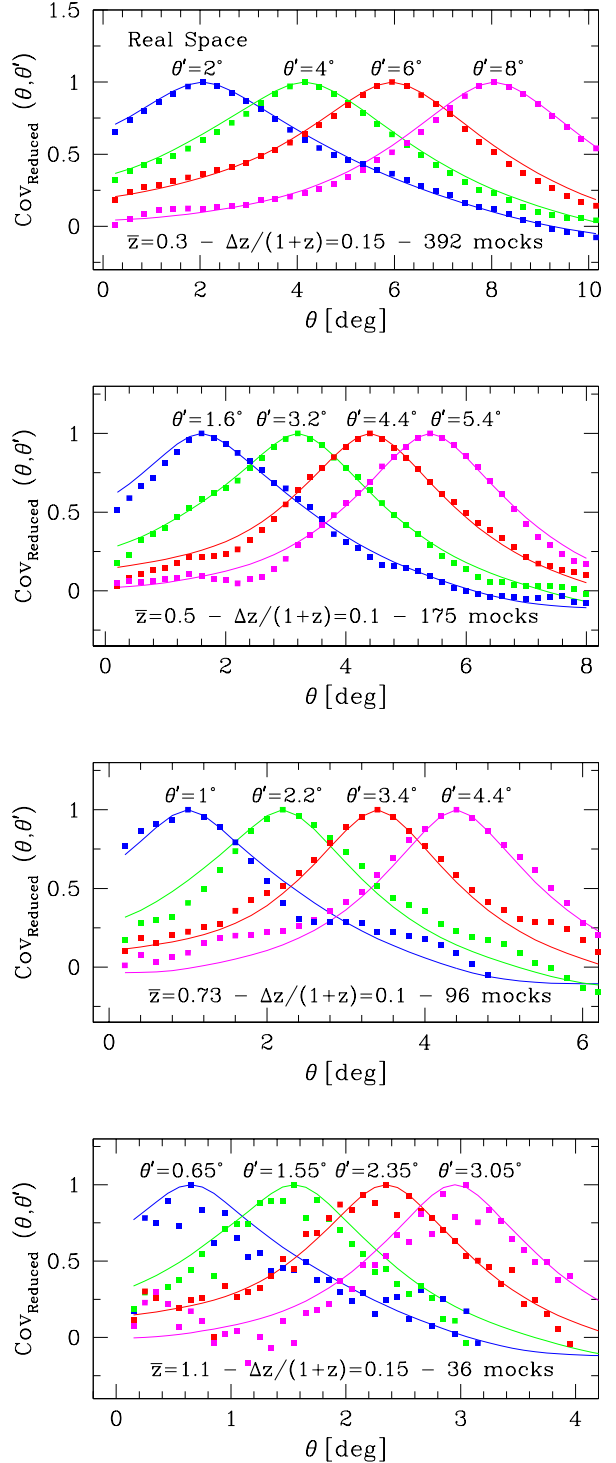 Real Space
θ'=2° θ'=4° θ'=6° θ'=8°
1.5
1
0.5
0
Cov_Reduced (θ,θ')
z̅=0.3 − Δz/(1+z)=0.15 − 392 mocks
0 2 4 6 8 10
θ [deg]
θ'=1.6° θ'=3.2° θ'=4.4° θ'=5.4°
1
0.5
0
Cov_Reduced (θ,θ')
z̅=0.5 − Δz/(1+z)=0.1 − 175 mocks
0 2 4 6 8
θ [deg]
θ'=1° θ'=2.2° θ'=3.4° θ'=4.4°
1
0.5
0
Cov_Reduced (θ,θ')
z̅=0.73 − Δz/(1+z)=0.1 − 96 mocks
0 2 4 6
θ [deg]
θ'=0.65° θ'=1.55° θ'=2.35° θ'=3.05°
1
0.5
0
Cov_Reduced (θ,θ')
z̅=1.1 − Δz/(1+z)=0.15 − 36 mocks
0 1 2 3 4
θ [deg]